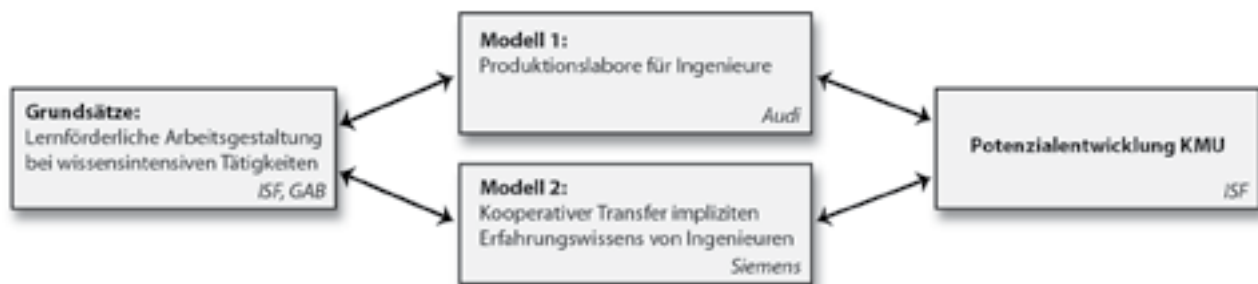 Grundsätze:
Lernförderliche Arbeitsgestaltung
bei wissensintensiven Tätigkeiten
ISF, GAB
Modell 1:
Produktionslabore für Ingenieure
Audi
Modell 2:
Kooperativer Transfer impliziten
Erfahrungswissens von Ingenieuren
Siemens
Potenzialentwicklung KMU
ISF